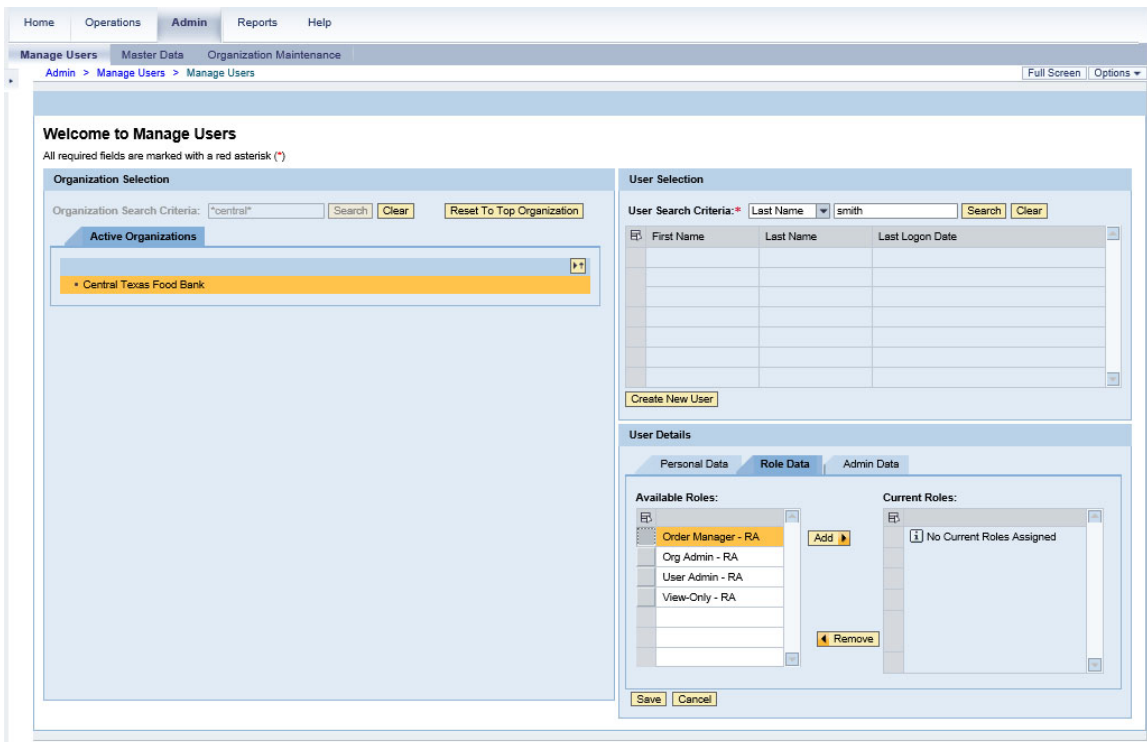 Home Operations Admin Reports Help
Manage Users Master Data Organization Maintenance
Admin > Manage Users > Manage Users Full Screen Options
Welcome to Manage Users
All required fields are marked with a red asterisk (*)
Organization Selection
Organization Search Criteria: *central* Search Clear Reset To Top Organization
Active Organizations
Central Texas Food Bank
User Selection
User Search Criteria:* Last Name smith Search Clear
First Name Last Name Last Logon Date
Create New User
User Details
Personal Data Role Data Admin Data
Available Roles: Current Roles:
Order Manager - RA Add No Current Roles Assigned
Org Admin - RA
User Admin - RA
View-Only - RA
Remove
Save Cancel